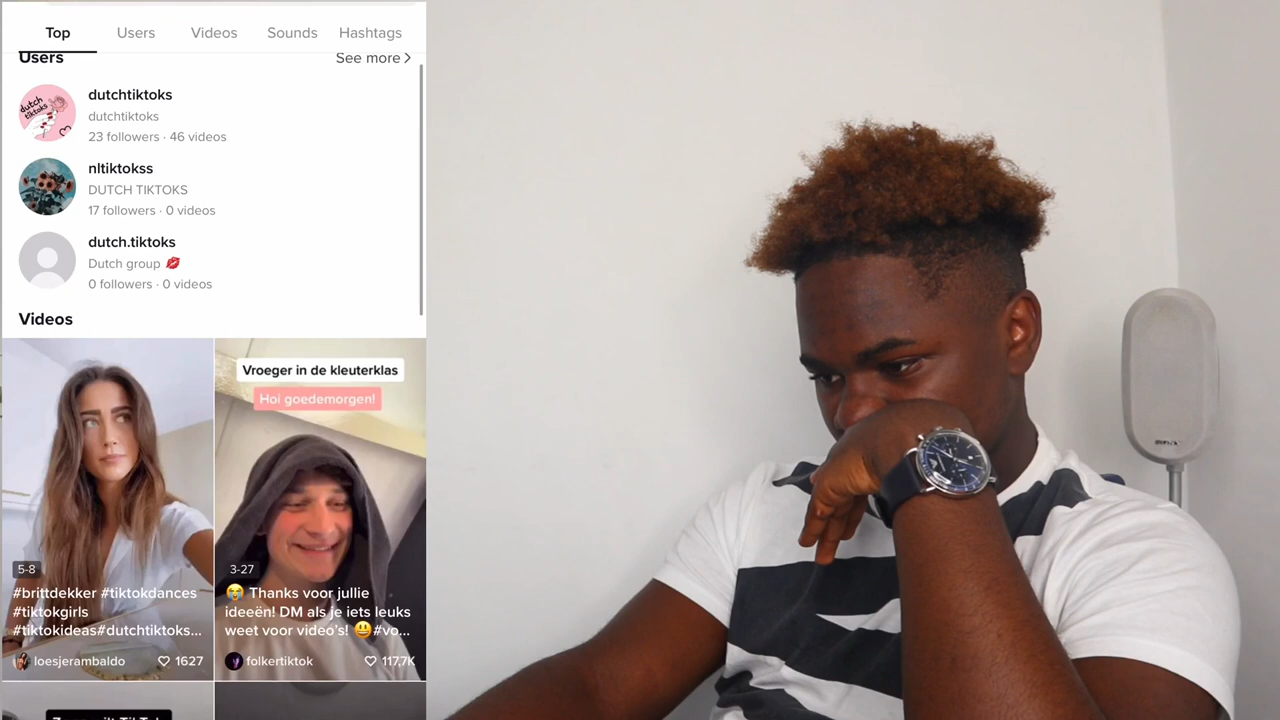 Top
Users
Videos
Sounds
Hashtags
Users
See more >
dutch
tiktoks
dutchtiktoks
dutchtiktoks
23 followers · 46 videos
nltiktokss
DUTCH TIKTOKS
17 followers · 0 videos
dutch.tiktoks
Dutch group 💋
0 followers · 0 videos
Videos
5-8
#brittdekker #tiktokdances
#tiktokgirls
#tiktokideas#dutchtiktoks...
loesjerambaldo
1627
Vroeger in de kleuterklas
Hoi goedemorgen!
3-27
😭 Thanks voor jullie
ideeën! DM als je iets leuks
weet voor video's! 😃#vo...
folkertiktok
117,7K